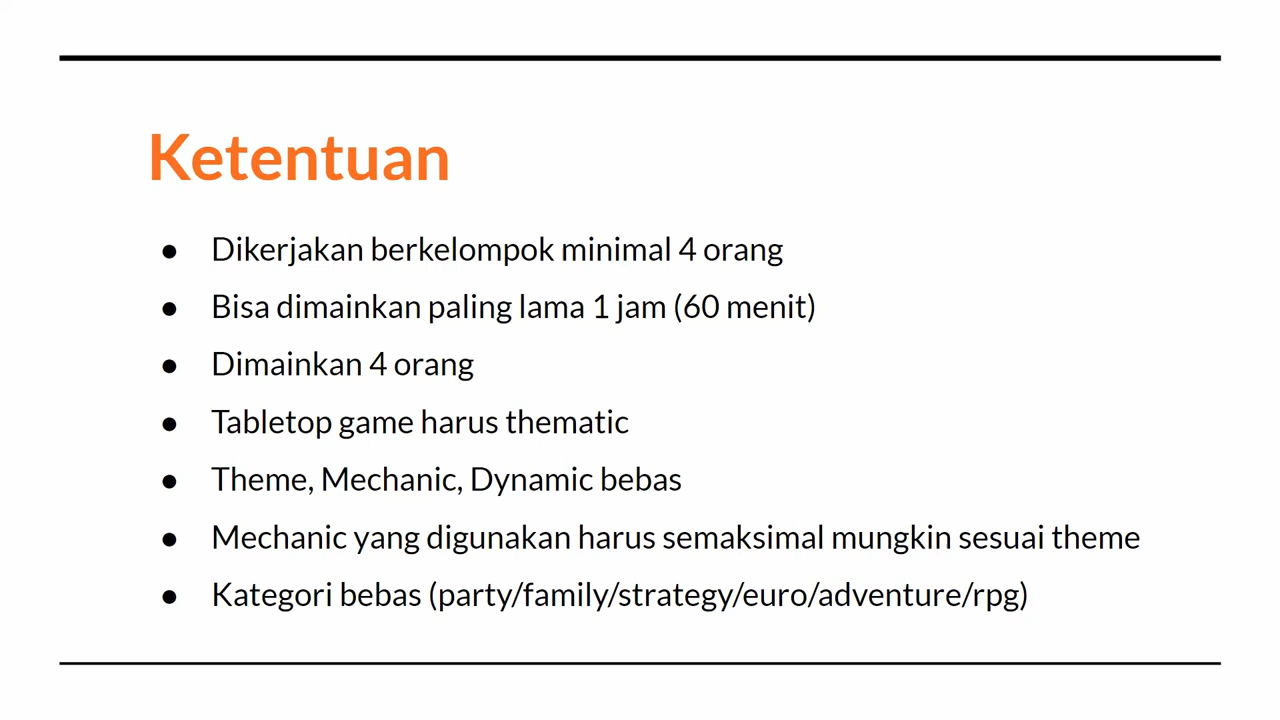 Ketentuan
● Dikerjakan berkelompok minimal 4 orang
● Bisa dimainkan paling lama 1 jam (60 menit)
● Dimainkan 4 orang
● Tabletop game harus thematic
● Theme, Mechanic, Dynamic bebas
● Mechanic yang digunakan harus semaksimal mungkin sesuai theme
● Kategori bebas (party/family/strategy/euro/adventure/rpg)